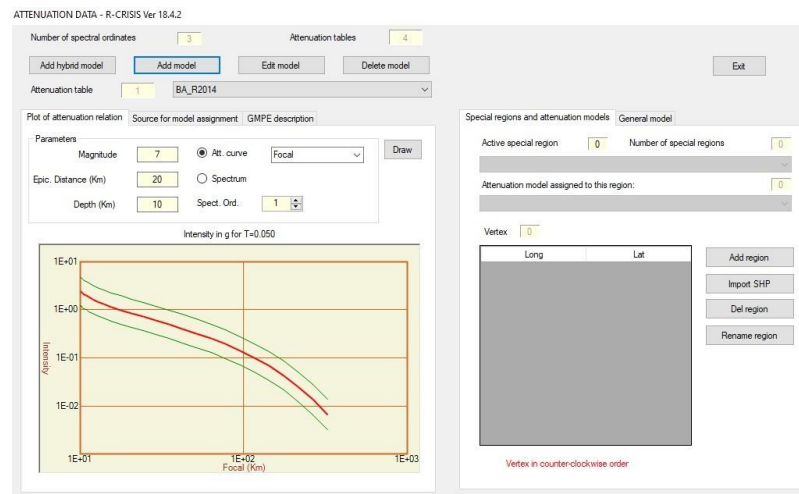 ATTENUATION DATA - R-CRISIS Ver 18.4.2
Number of spectral ordinates 3 Attenuation tables 4
Add hybrid model Add model Edit model Delete model Exit
Attenuation table 1 BA_R2014
Plot of attenuation relation Source for model assignment GMPE description
Parameters
Magnitude 7 Att. curve Focal Draw
Epic. Distance (Km) 20 Spectrum
Depth (Km) 10 Spect. Ord. 1
Intensity in g for T=0.050
1E+01
1E+00
1E-01
1E-02
Intensity
1E+01 1E+02 1E+03
Focal (Km)
Special regions and attenuation models General model
Active special region 0 Number of special regions 0
Attenuation model assigned to this region: 0
Vertex 0
Long Lat
Add region
Import SHP
Del region
Rename region
Vertex in counter-clockwise order